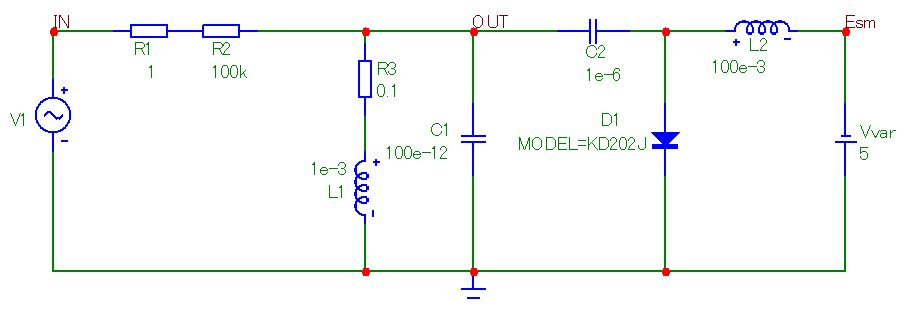 IN
OUT
Esm
R1
R2
1
100k
R3
0.1
C2
1e-6
+ L2 -
100e-3
V1
+
-
C1
100e-12
D1
MODEL=KD202J
Vvar
5
1e-3
+
L1
-